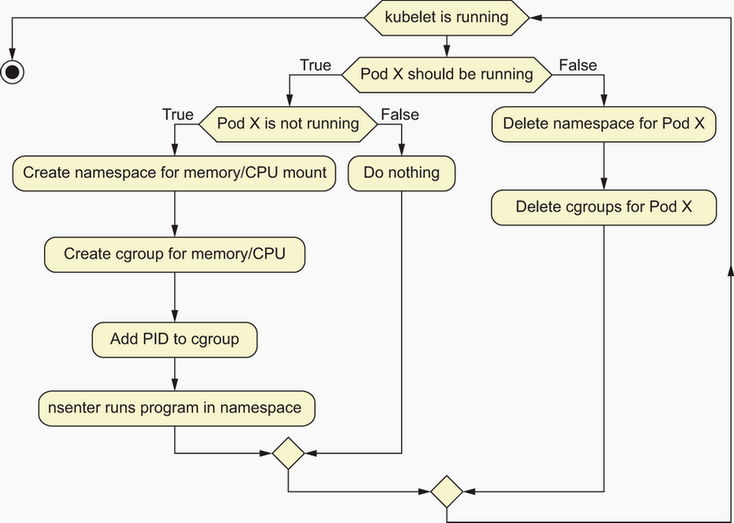 kubelet is running
True
Pod X should be running
False
True
Pod X is not running
False
Delete namespace for Pod X
Create namespace for memory/CPU mount
Do nothing
Delete cgroups for Pod X
Create cgroup for memory/CPU
Add PID to cgroup
nsenter runs program in namespace